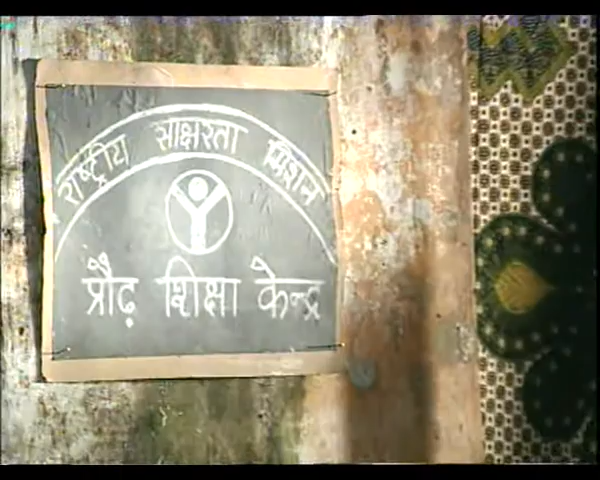 राष्ट्रीय साक्षरता मिशन
प्रौढ़ शिक्षा केन्द्र